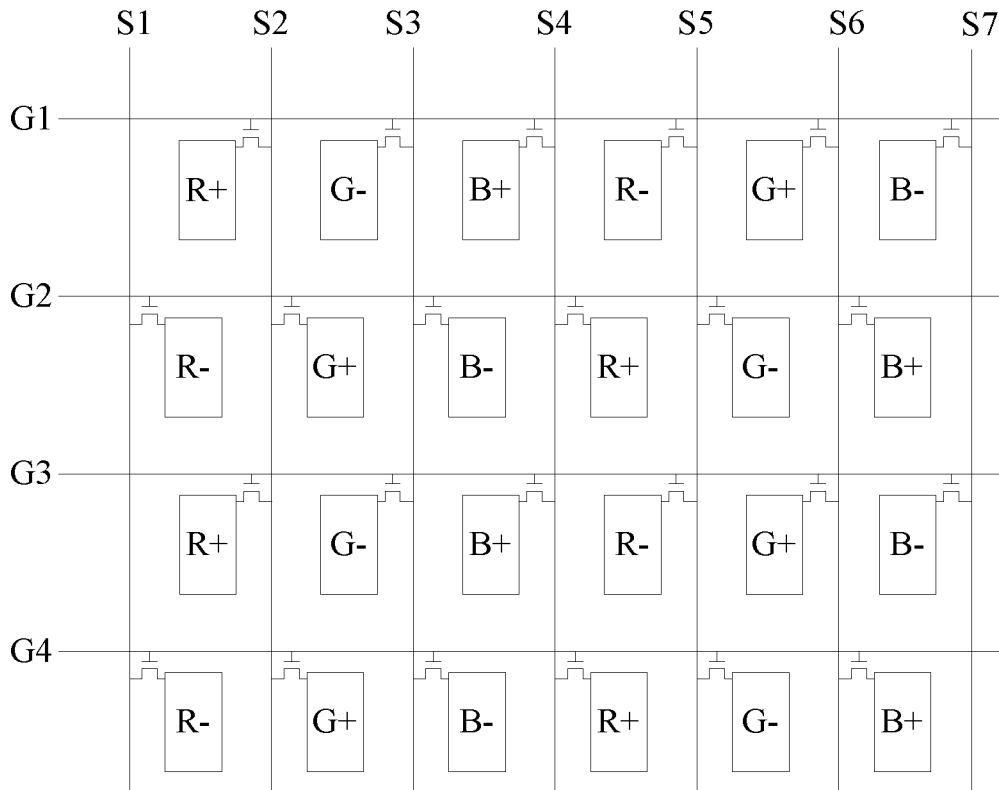 S1 S2 S3 S4 S5 S6 S7
G1
R+ G- B+ R- G+ B-
G2
R- G+ B- R+ G- B+
G3
R+ G- B+ R- G+ B-
G4
R- G+ B- R+ G- B+